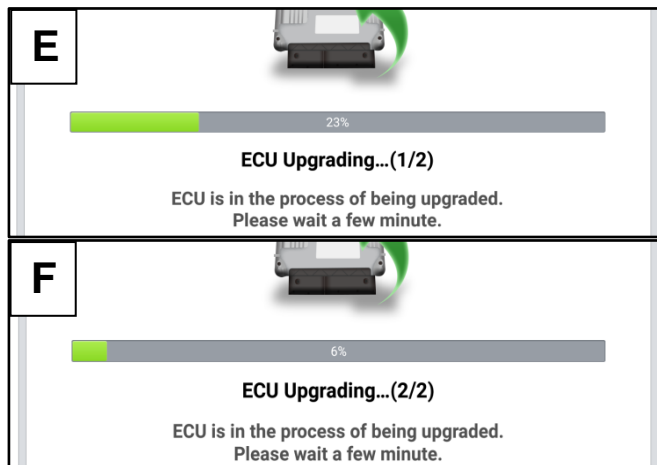 E
23%
ECU Upgrading...(1/2)
ECU is in the process of being upgraded.
Please wait a few minute.
F
6%
ECU Upgrading...(2/2)
ECU is in the process of being upgraded.
Please wait a few minute.